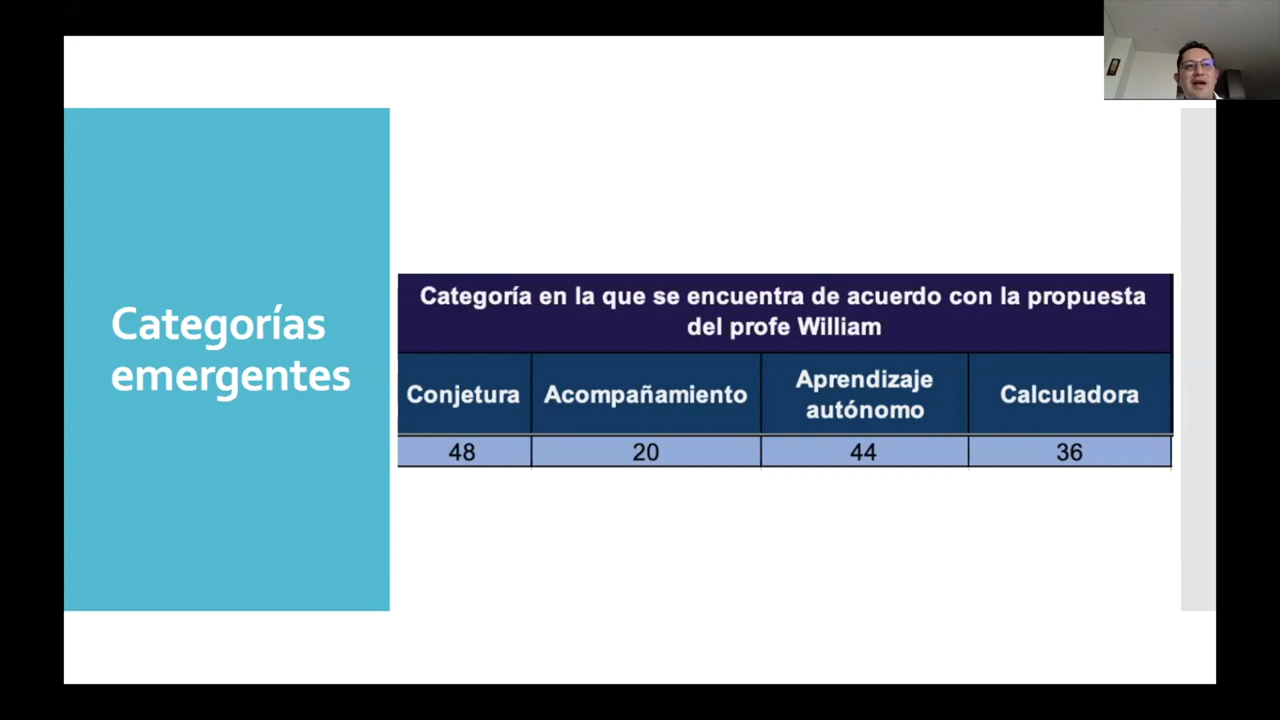 Categorías
emergentes
Categoría en la que se encuentra de acuerdo con la propuesta
del profe William
Conjetura
Acompañamiento
Aprendizaje
autónomo
Calculadora
48
20
44
36